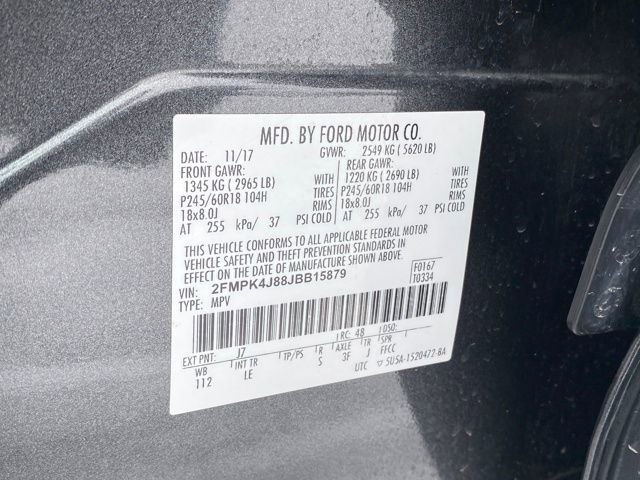 MFD. BY FORD MOTOR CO.
DATE: 11/17 GVWR: 2549 KG ( 5620 LB)
FRONT GAWR: REAR GAWR:
1345 KG ( 2965 LB) WITH 1220 KG ( 2690 LB) WITH
P245/60R18 104H TIRES P245/60R18 104H TIRES
18x8.0J RIMS 18x8.0J RIMS
AT 255 kPa/ 37 PSI COLD AT 255 kPa/ 37 PSI COLD
THIS VEHICLE CONFORMS TO ALL APPLICABLE FEDERAL MOTOR
VEHICLE SAFETY AND THEFT PREVENTION STANDARDS IN
EFFECT ON THE DATE OF MANUFACTURE SHOWN ABOVE.
VIN: 2FMPK4J88JBB15879 F0167
TYPE: MPV T0334
EXT PNT: J7 RC: 48 DSO:
WB INT TR TP/PS R AXLE TR SPR
112 LE S 3F J FFCC
UTC ▽ 5U5A-1520472-BA